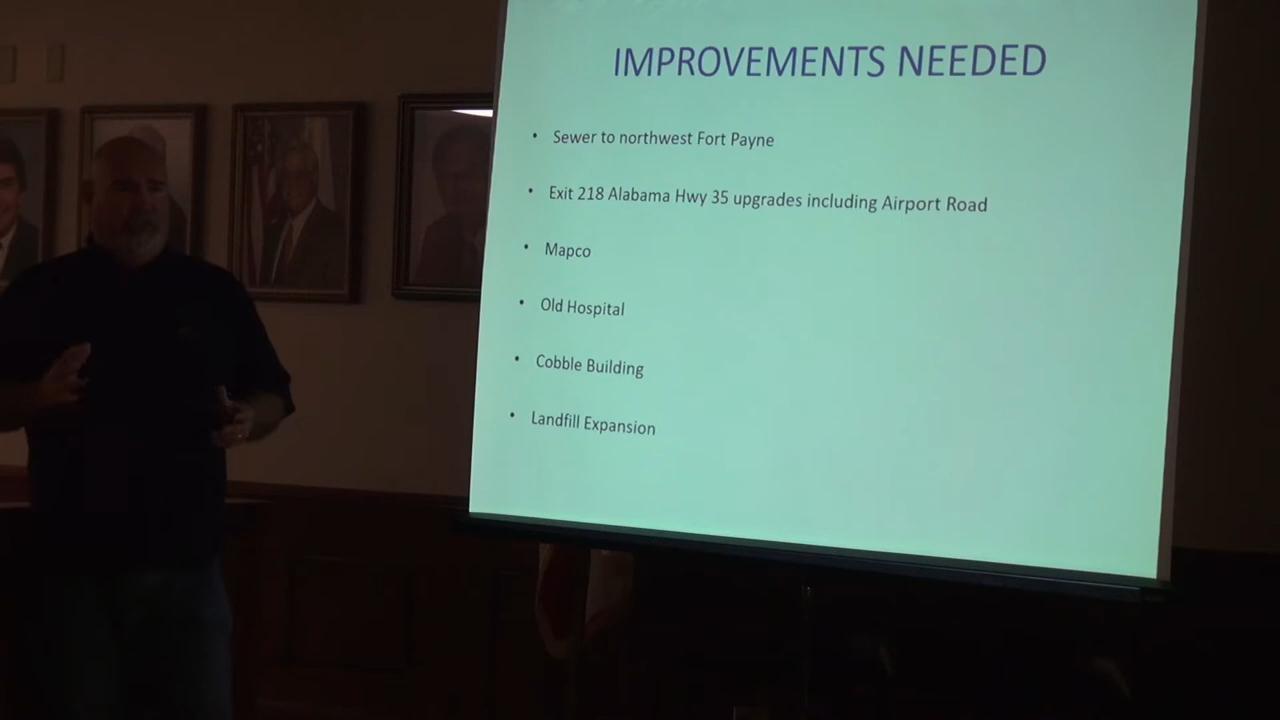 IMPROVEMENTS NEEDED
• Sewer to northwest Fort Payne
• Exit 218 Alabama Hwy 35 upgrades including Airport Road
• Mapco
• Old Hospital
• Cobble Building
• Landfill Expansion